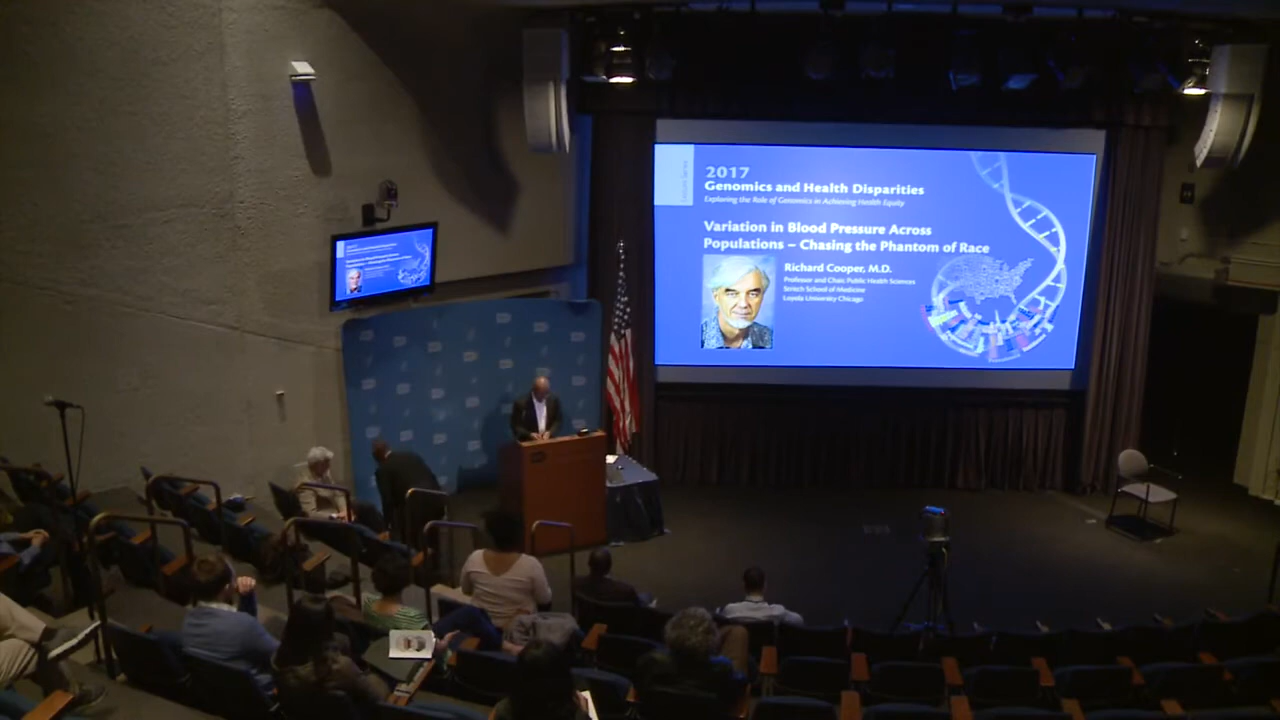 Lecture Series
2017
Genomics and Health Disparities
Exploring the Role of Genomics in Achieving Health Equity
Variation in Blood Pressure Across
Populations – Chasing the Phantom of Race
Richard Cooper, M.D.
Professor and Chair, Public Health Sciences
Stritch School of Medicine
Loyola University Chicago